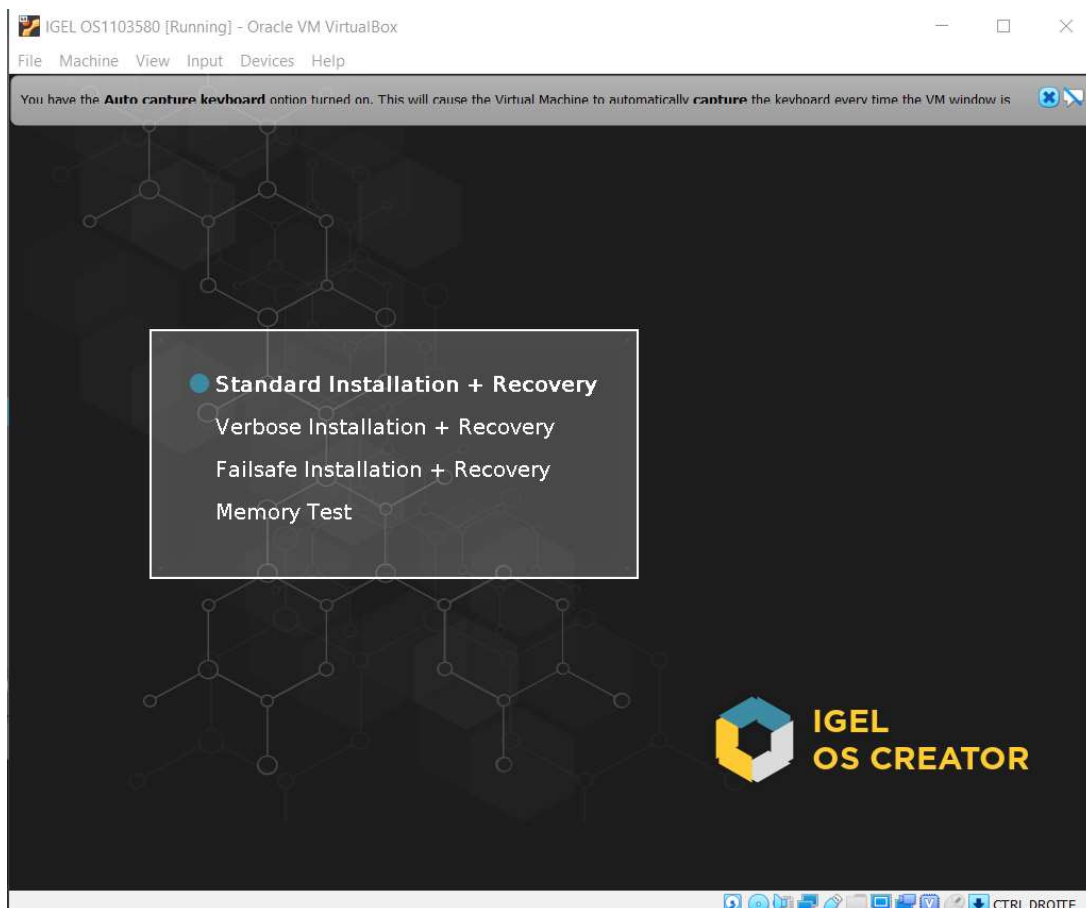 IGEL OS1103580 [Running] - Oracle VM VirtualBox
File Machine View Input Devices Help
You have the Auto capture keyboard option turned on. This will cause the Virtual Machine to automatically capture the keyboard every time the VM window is
Standard Installation + Recovery
Verbose Installation + Recovery
Failsafe Installation + Recovery
Memory Test
IGEL
OS CREATOR
CTRL DROITE